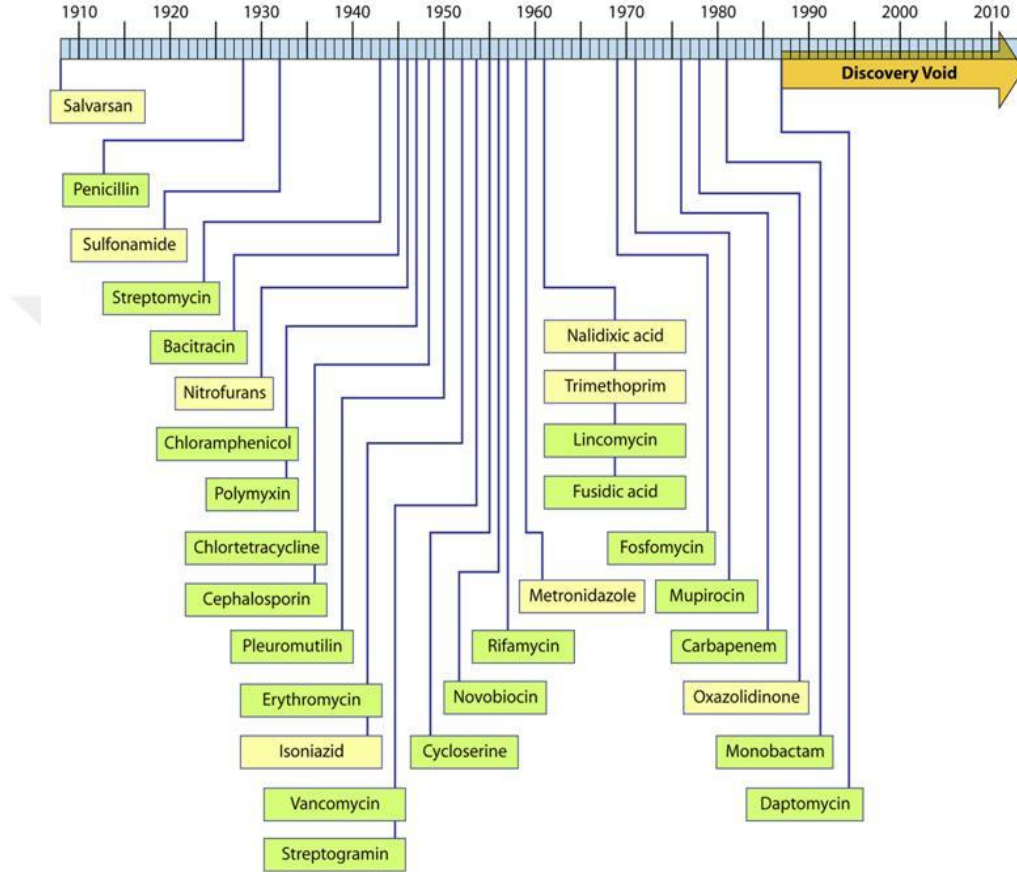 1910 1920 1930 1940 1950 1960 1970 1980 1990 2000 2010
Discovery Void
Salvarsan
Penicillin
Sulfonamide
Streptomycin
Bacitracin
Nitrofurans
Chloramphenicol
Polymyxin
Chlortetracycline
Cephalosporin
Pleuromutilin
Erythromycin
Isoniazid
Vancomycin
Streptogramin
Cycloserine
Novobiocin
Rifamycin
Metronidazole
Nalidixic acid
Trimethoprim
Lincomycin
Fusidic acid
Fosfomycin
Mupirocin
Carbapenem
Oxazolidinone
Monobactam
Daptomycin